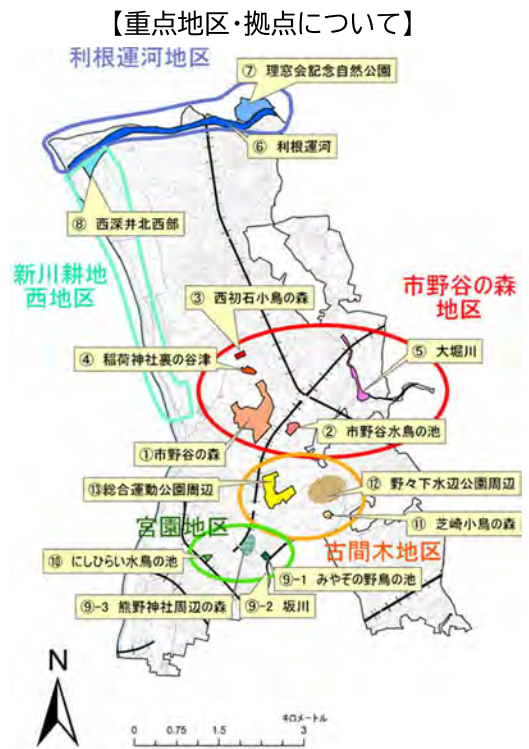 【重点地区・拠点について】
利根運河地区
⑦ 理窓会記念自然公園
⑥ 利根運河
⑧ 西深井北西部
新川耕地
西地区
市野谷の森
地区
③ 西初石小鳥の森
④ 稲荷神社裏の谷津
⑤ 大堀川
② 市野谷水鳥の池
①市野谷の森
⑬総合運動公園周辺
⑫ 野々下水辺公園周辺
宮園地区
⑪ 芝崎小鳥の森
古間木地区
⑩ にしひらい水鳥の池
⑨-1 みやぞの野鳥の池
⑨-3 熊野神社周辺の森
⑨-2 坂川
N
キロメートル
0 0.75 1.5 3